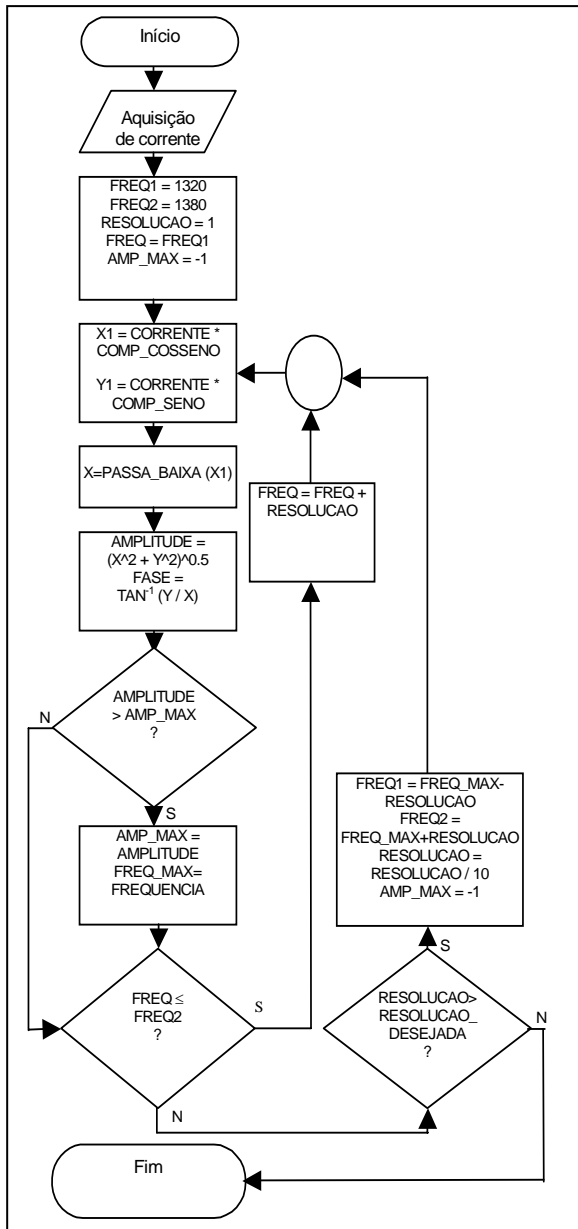 Início
Aquisição
de corrente
FREQ1 = 1320
FREQ2 = 1380
RESOLUCAO = 1
FREQ = FREQ1
AMP_MAX = -1
X1 = CORRENTE *
COMP_COSSENO
Y1 = CORRENTE *
COMP_SENO
X=PASSA_BAIXA (X1)
FREQ = FREQ +
RESOLUCAO
AMPLITUDE =
(X^2 + Y^2)^0.5
FASE =
TAN⁻¹ (Y / X)
AMPLITUDE
> AMP_MAX
?
N
S
AMP_MAX =
AMPLITUDE
FREQ_MAX=
FREQUENCIA
FREQ1 = FREQ_MAX-
RESOLUCAO
FREQ2 =
FREQ_MAX+RESOLUCAO
RESOLUCAO =
RESOLUCAO / 10
AMP_MAX = -1
FREQ ≤
FREQ2
?
S
N
RESOLUCAO>
RESOLUCAO_
DESEJADA
?
S
N
Fim